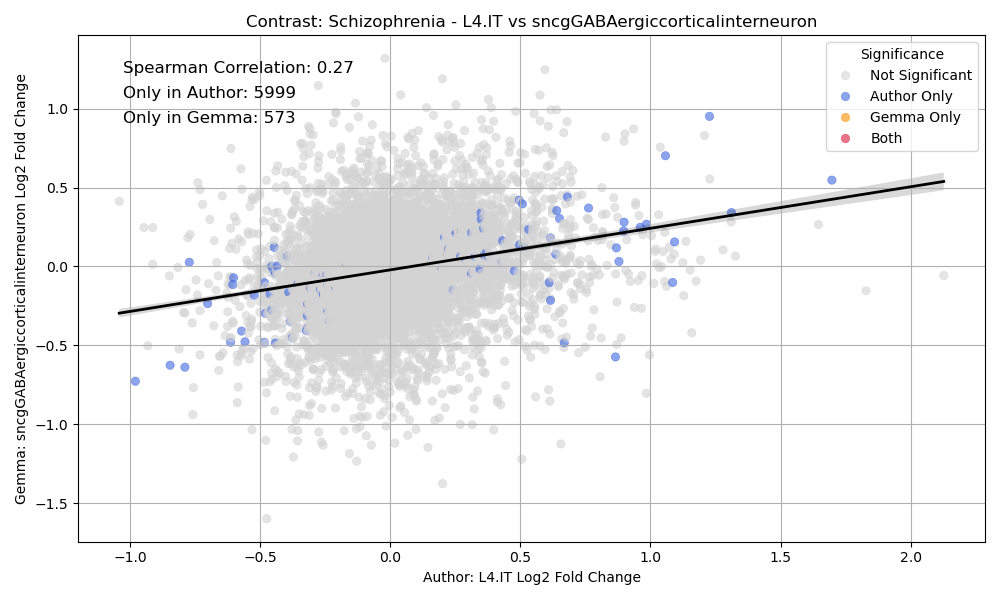 Contrast: Schizophrenia - L4.IT vs sncgGABAergiccorticalinterneuron
Spearman Correlation: 0.27
Only in Author: 5999
Only in Gemma: 573
Significance
Not Significant
Author Only
Gemma Only
Both
Gemma: sncgGABAergiccorticalinterneuron Log2 Fold Change
1.0
0.5
0.0
−0.5
−1.0
−1.5
−1.0
−0.5
0.0
0.5
1.0
1.5
2.0
Author: L4.IT Log2 Fold Change